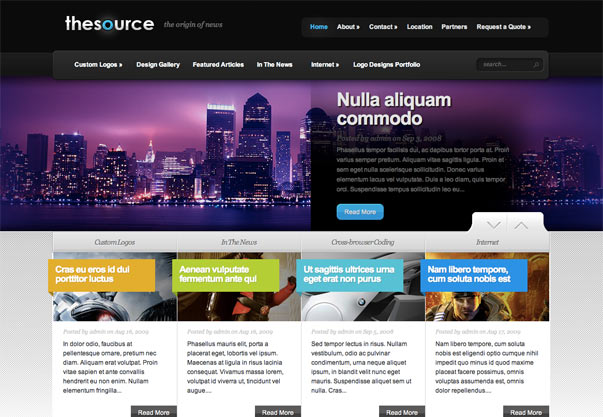 thesource
the origin of news
Home About » Contact » Location Partners Request a Quote »
Custom Logos » Design Gallery Featured Articles In The News Internet » Logo Designs Portfolio
search...
Nulla aliquam
commodo
Posted by admin on Sep 3, 2008
Phasellus tempor facilisis dui, ac dapibus tortor porta at. Proin
varius semper pretium. Aliquam vitae sagittis ligula. Proin et
sem eget nulla scelerisque sollicitudin. Donec varius
elementum lacus vel vulputate. Duis a leo diam, quis tempor
orci. Suspendisse tempus sollicitudin leo eu...
Read More
Custom Logos
Cras eu eros id dui
porttitor luctus
Posted by admin on Aug 16, 2009
In dolor odio, faucibus at
pellentesque ornare, pretium nec
diam. Aliquam erat volutpat. Proin
vitae sapien et ante convallis
hendrerit eu non enim. Nullam
elementum fringilla...
Read More
In The News
Aenean vulputate
fermentum ante qui
Posted by admin on Aug 16, 2009
Phasellus mauris elit, porta a
placerat eget, lobortis vel ipsum.
Maecenas at ligula in risus lacinia
consequat. Vivamus massa lorem,
volutpat id viverra ut, tincidunt vel
augue....
Read More
Cross-browser Coding
Ut sagittis ultrices urna
eget erat non purus
Posted by admin on Sep 5, 2008
Sed tempor lectus in risus. Nullam
vestibulum, odio ac pulvinar
condimentum, urna neque aliquet
ipsum, in blandit velit nunc eget
mauris. Cras euismod neque.
Suspendisse aliquet sem ut
nulla. Cras...
Read More
Internet
Nam libero tempore,
cum soluta nobis est
Posted by admin on Aug 17, 2009
Nam libero tempore, cum soluta
nobis est eligendi optio cumque nihil
impedit quo minus id quod maxime
placeat facere possimus, omnis
voluptas assumenda est, omnis
dolor repellendus....
Read More